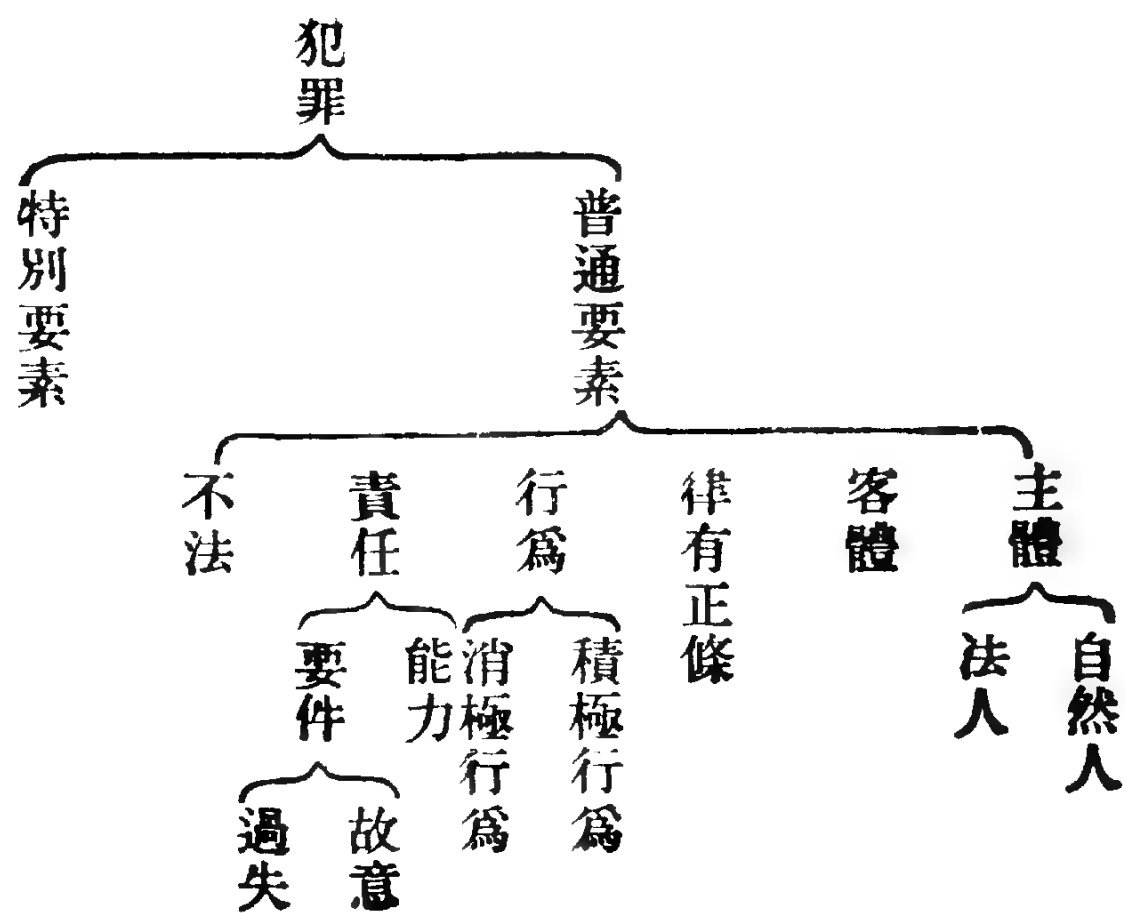 犯罪
普通要素
特別要素
主體
客體
律有正條
行爲
責任
不法
自然人
法人
積極行爲
消極行爲
能力
要件
故意
過失